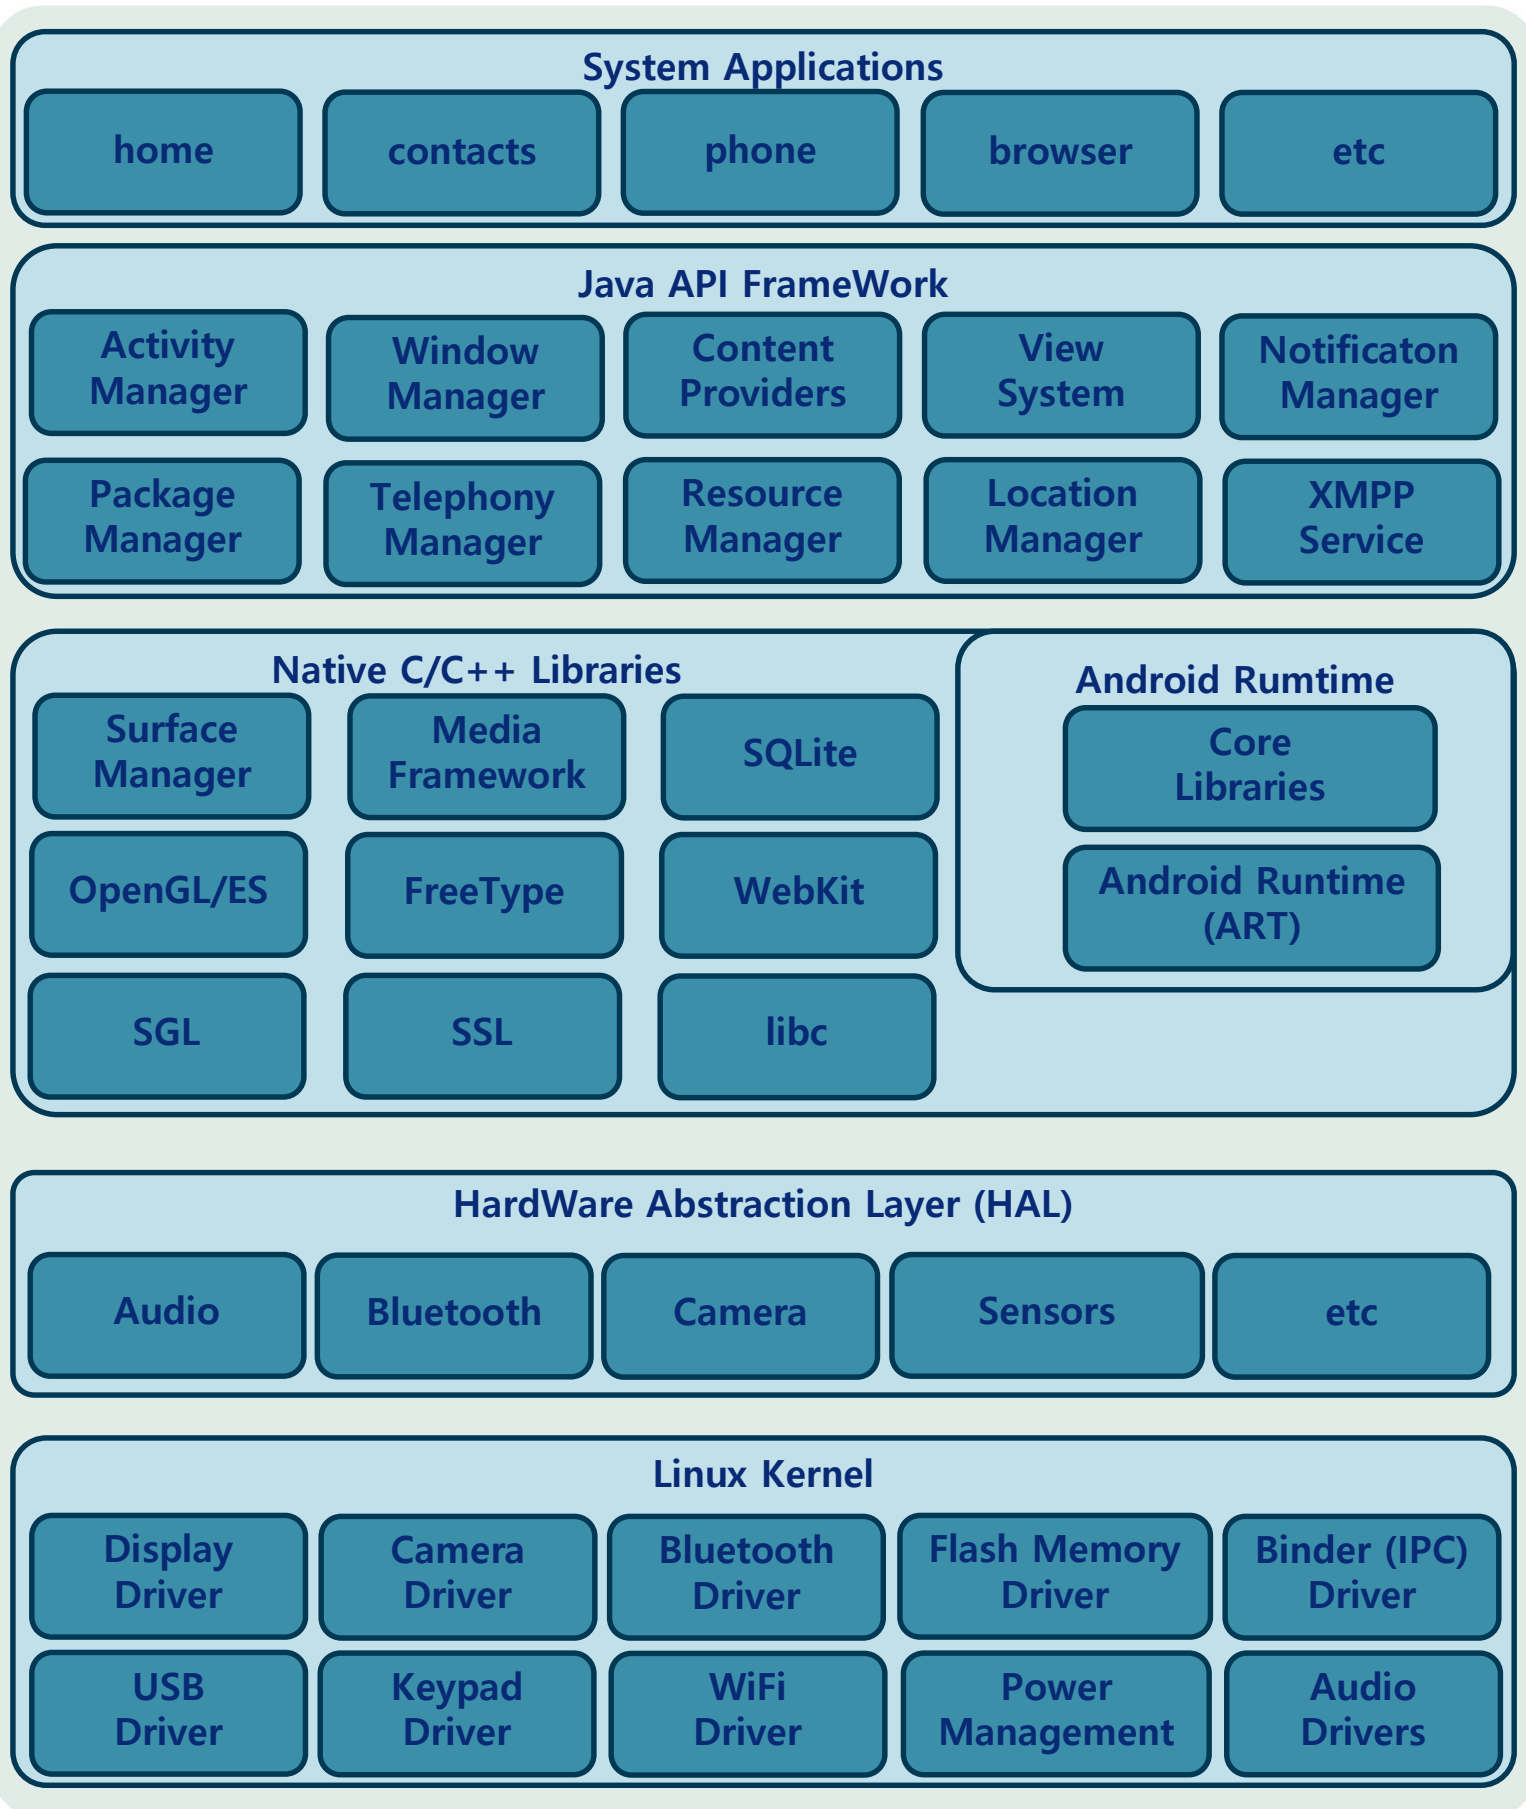 System Applications
home
contacts
phone
browser
etc
Java API FrameWork
Activity
Manager
Window
Manager
Content
Providers
View
System
Notificaton
Manager
Package
Manager
Telephony
Manager
Resource
Manager
Location
Manager
XMPP
Service
Native C/C++ Libraries
Surface
Manager
Media
Framework
SQLite
OpenGL/ES
FreeType
WebKit
SGL
SSL
libc
Android Rumtime
Core
Libraries
Android Runtime
(ART)
HardWare Abstraction Layer (HAL)
Audio
Bluetooth
Camera
Sensors
etc
Linux Kernel
Display
Driver
Camera
Driver
Bluetooth
Driver
Flash Memory
Driver
Binder (IPC)
Driver
USB
Driver
Keypad
Driver
WiFi
Driver
Power
Management
Audio
Drivers